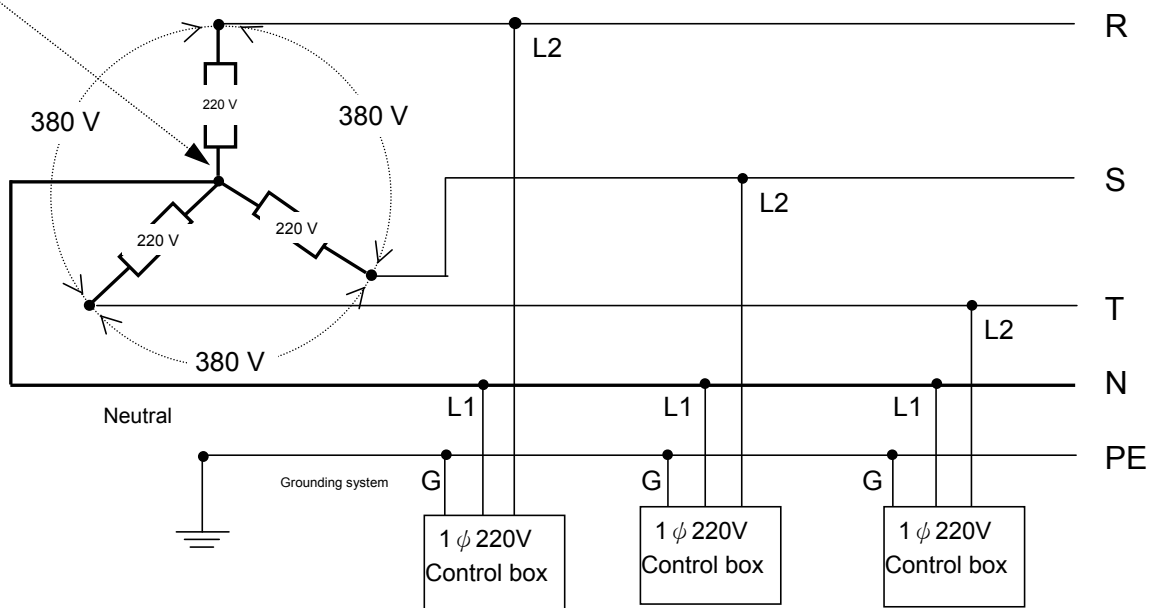 R
L2
380 V
220 V
380 V
S
L2
220 V
220 V
T
L2
380 V
N
Neutral
L1
L1
L1
PE
Grounding system
G
G
G
1 ϕ 220V
Control box
1 ϕ 220V
Control box
1 ϕ 220V
Control box